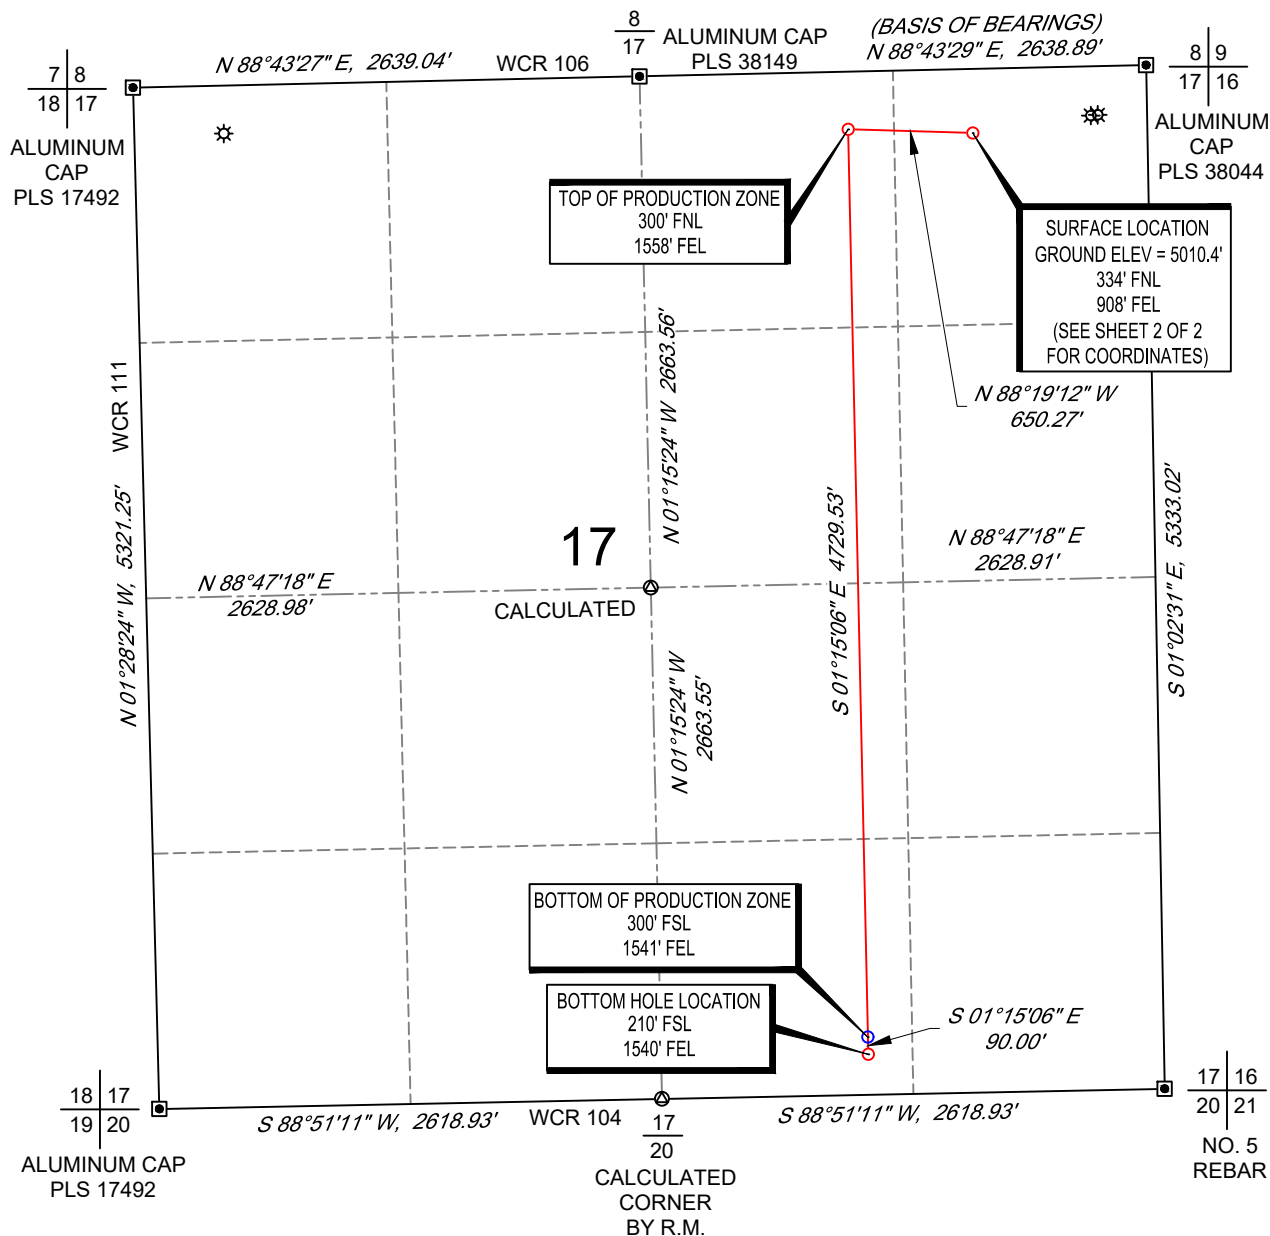 8
17
ALUMINUM CAP
PLS 38149
(BASIS OF BEARINGS)
N 88°43'29" E, 2638.89'
N 88°43'27" E, 2639.04'
WCR 106
7 8
18 17
ALUMINUM
CAP
PLS 17492
8 9
17 16
ALUMINUM
CAP
PLS 38044
TOP OF PRODUCTION ZONE
300' FNL
1558' FEL
SURFACE LOCATION
GROUND ELEV = 5010.4'
334' FNL
908' FEL
(SEE SHEET 2 OF 2
FOR COORDINATES)
N 88°19'12" W
650.27'
WCR 111
N 01°28'24" W, 5321.25'
N 01°15'24" W 2663.56'
S 01°15'06" E 4729.53'
S 01°02'31" E, 5333.02'
17
N 88°47'18" E
2628.91'
N 88°47'18" E
2628.98'
CALCULATED
N 01°15'24" W
2663.55'
BOTTOM OF PRODUCTION ZONE
300' FSL
1541' FEL
BOTTOM HOLE LOCATION
210' FSL
1540' FEL
S 01°15'06" E
90.00'
18 17
19 20
ALUMINUM CAP
PLS 17492
S 88°51'11" W, 2618.93'
WCR 104
17
20
CALCULATED
CORNER
BY R.M.
S 88°51'11" W, 2618.93'
17 16
20 21
NO. 5
REBAR